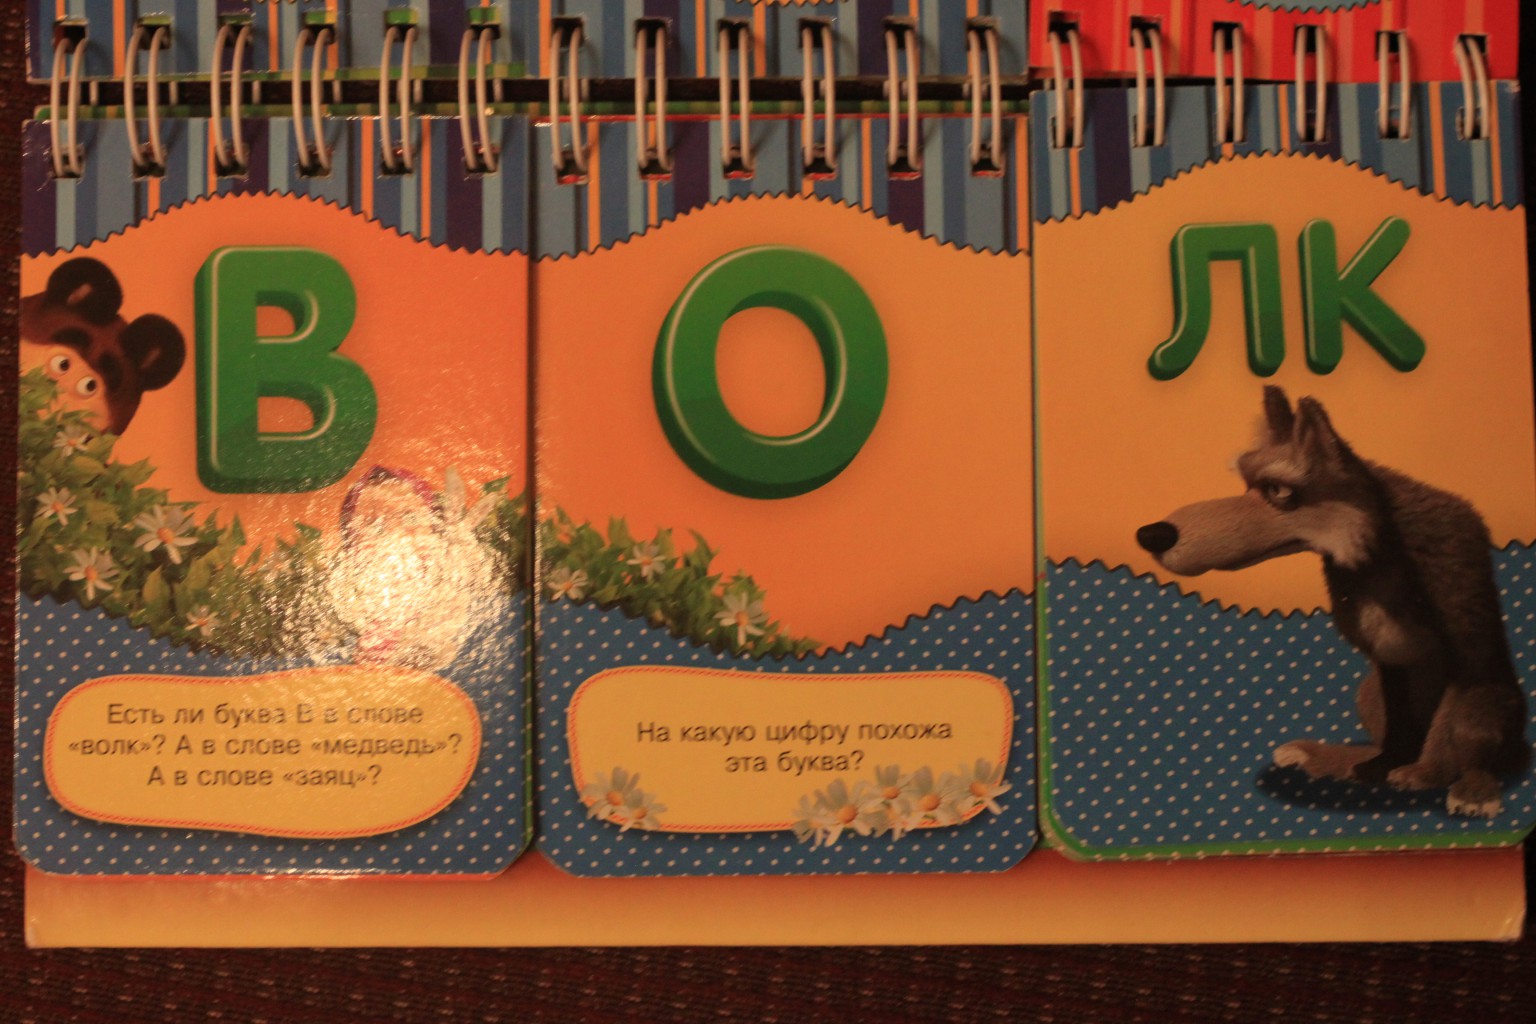 В О ЛК
Есть ли буква В в слове
«волк»? А в слове «медведь»?
А в слове «заяц»?
На какую цифру похожа
эта буква?